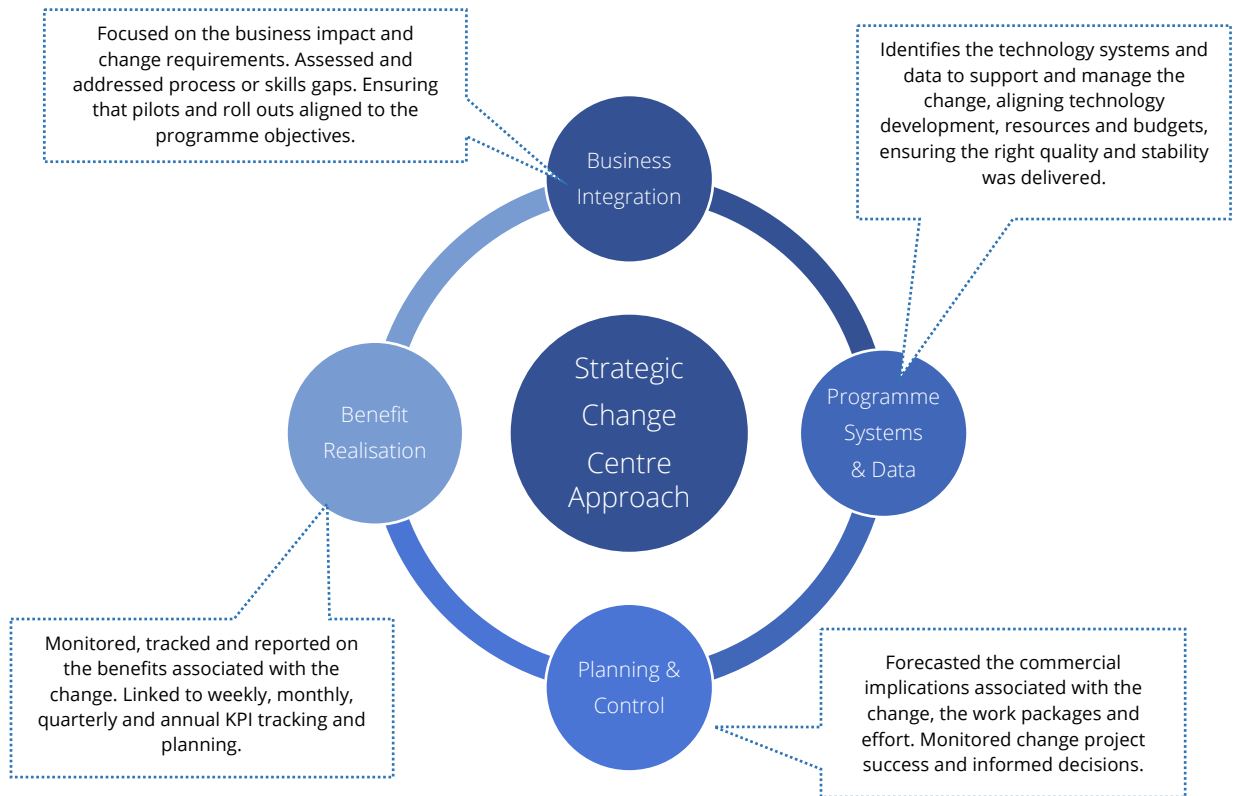 Focused on the business impact and
change requirements. Assessed and
addressed process or skills gaps. Ensuring
that pilots and roll outs aligned to the
programme objectives.
Identifies the technology systems and
data to support and manage the
change, aligning technology
development, resources and budgets,
ensuring the right quality and stability
was delivered.
Business
Integration
Strategic
Change
Centre
Approach
Benefit
Realisation
Programme
Systems
& Data
Planning &
Control
Monitored, tracked and reported on
the benefits associated with the
change. Linked to weekly, monthly,
quarterly and annual KPI tracking and
planning.
Forecasted the commercial
implications associated with the
change, the work packages and
effort. Monitored change project
success and informed decisions.